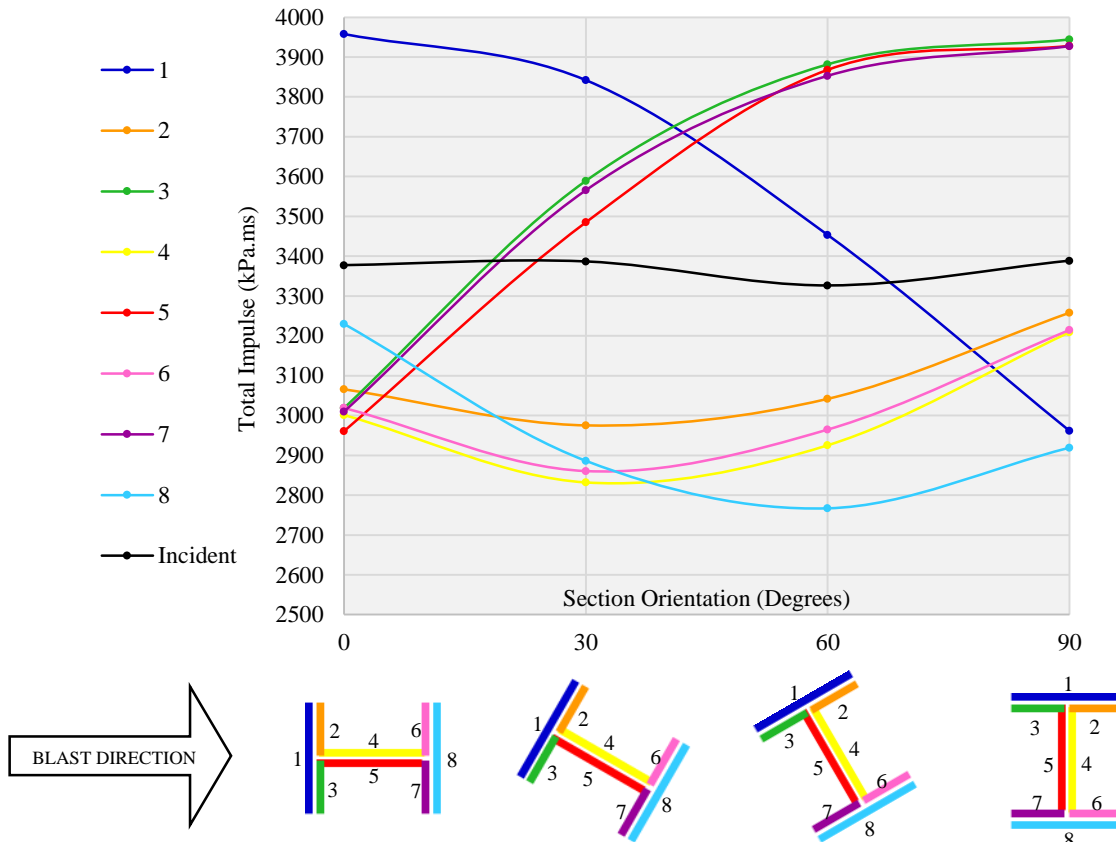 4000
3900
3800
3700
3600
3500
3400
3300
3200
3100
3000
2900
2800
2700
2600
2500
Total Impulse (kPa.ms)
1
2
3
4
5
6
7
8
Incident
Section Orientation (Degrees)
0 30 60 90
BLAST DIRECTION
1 2 3 4 5 6 7 8
1 2 3 4 5 6 7 8
1 2 3 4 5 6 7 8
1 2 3 4 5 6 7 8